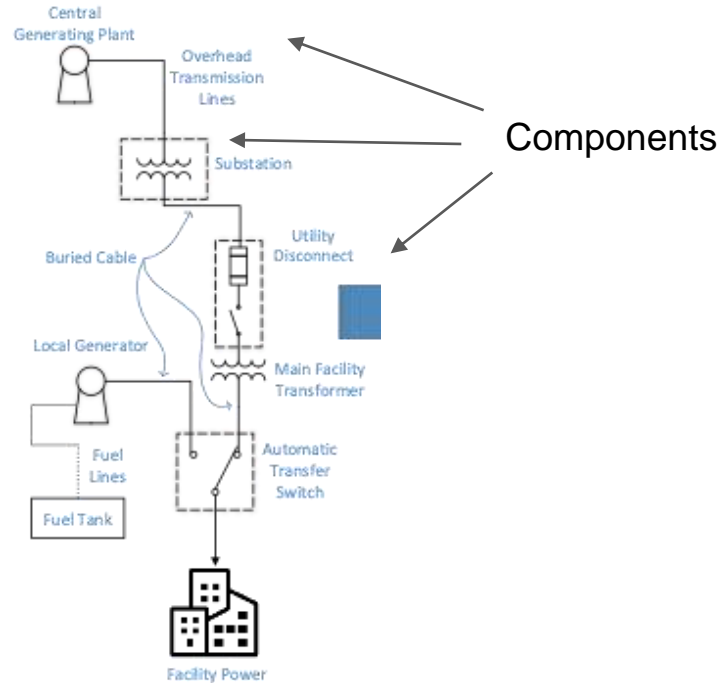 Central
Generating Plant
Overhead
Transmission
Lines
Components
Substation
Utility
Disconnect
Buried Cable
Local Generator
Main Facility
Transformer
Automatic
Transfer
Switch
Fuel
Lines
Fuel Tank
Facility Power